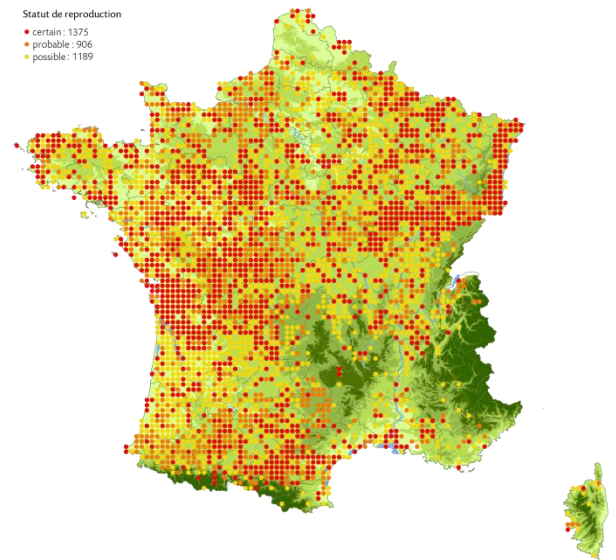 Statut de reproduction
certain : 1375
probable : 906
possible : 1189